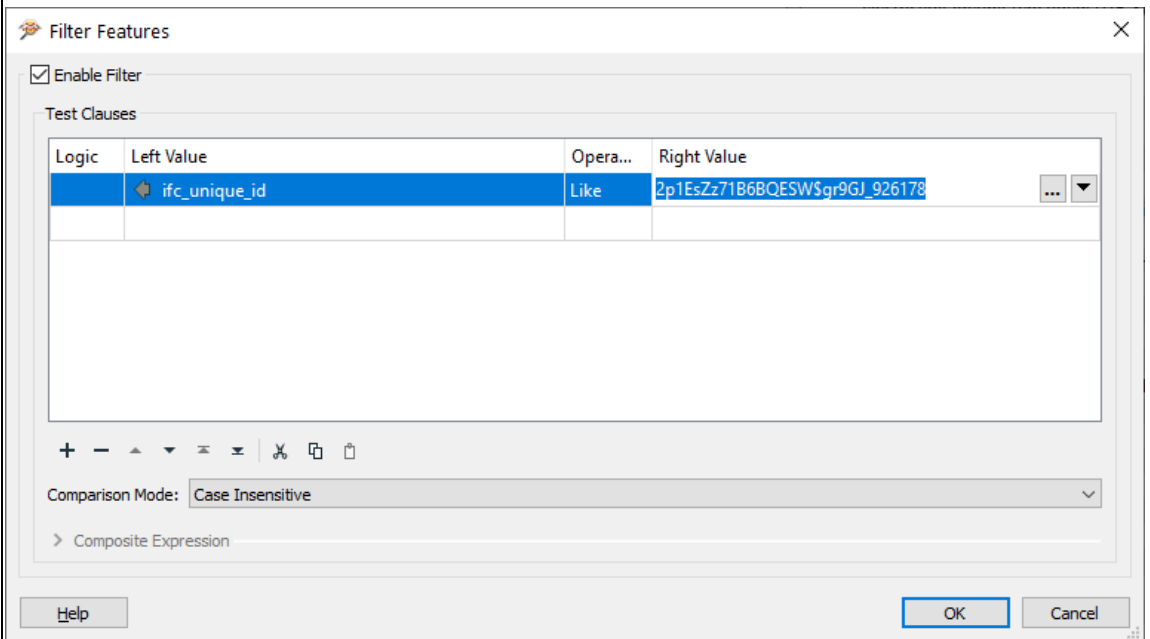 Filter Features
Enable Filter
Test Clauses
Logic Left Value Opera... Right Value
ifc_unique_id Like 2p1EsZz71B6BQESW$gr9GJ_926178 ...
Comparison Mode: Case Insensitive
Composite Expression
Help OK Cancel